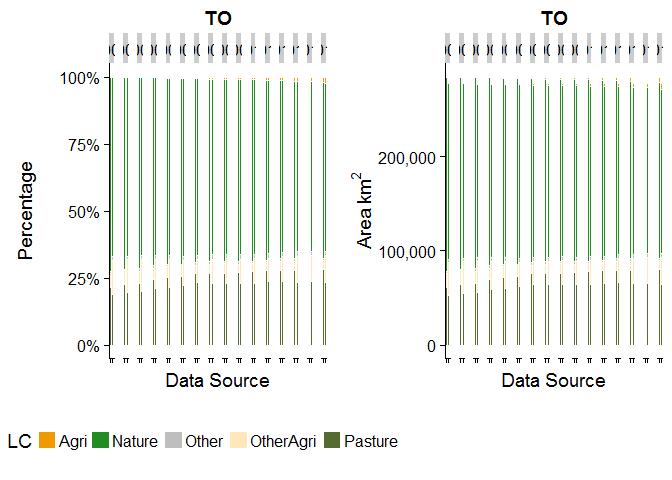 TO
100%
75%
50%
25%
0%
Percentage
Data Source
TO
200,000
100,000
0
Area km²
Data Source
LC Agri Nature Other OtherAgri Pasture